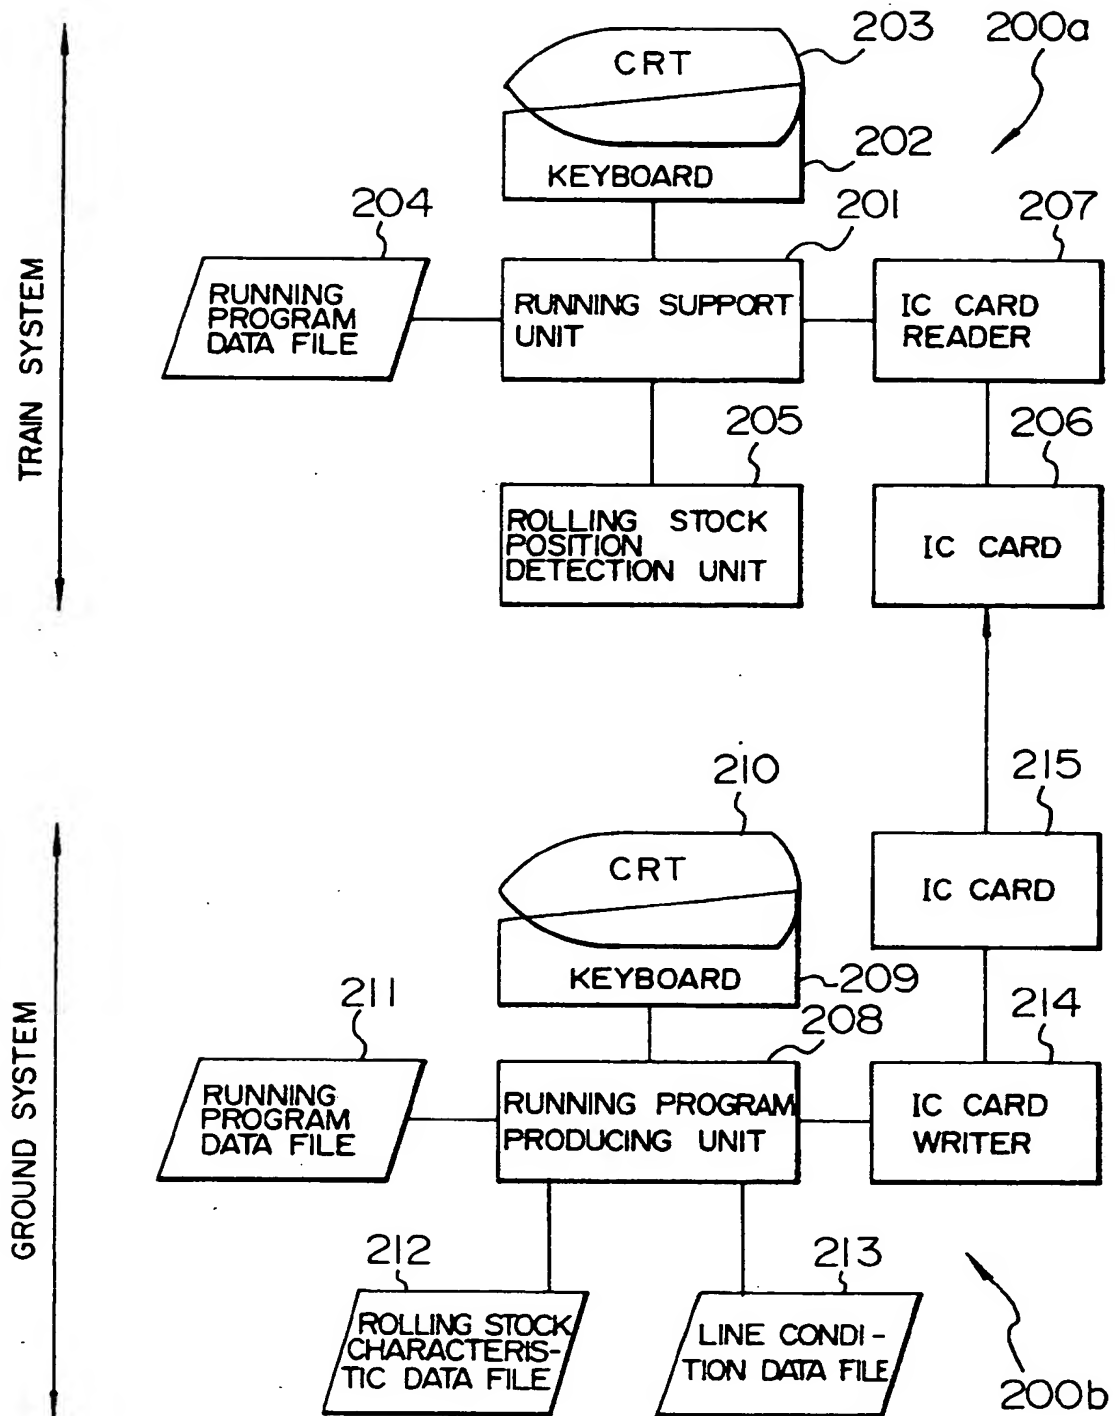 203
200a
CRT
202
KEYBOARD
204
201
207
TRAIN SYSTEM
RUNNING
PROGRAM
DATA FILE
RUNNING SUPPORT
UNIT
IC CARD
READER
205
206
ROLLING STOCK
POSITION
DETECTION UNIT
IC CARD
210
215
CRT
IC CARD
KEYBOARD
209
211
208
214
GROUND SYSTEM
RUNNING
PROGRAM
DATA FILE
RUNNING PROGRAM
PRODUCING UNIT
IC CARD
WRITER
212
213
ROLLING STOCK
CHARACTERIS-
TIC DATA FILE
LINE CONDI-
TION DATA FILE
200b